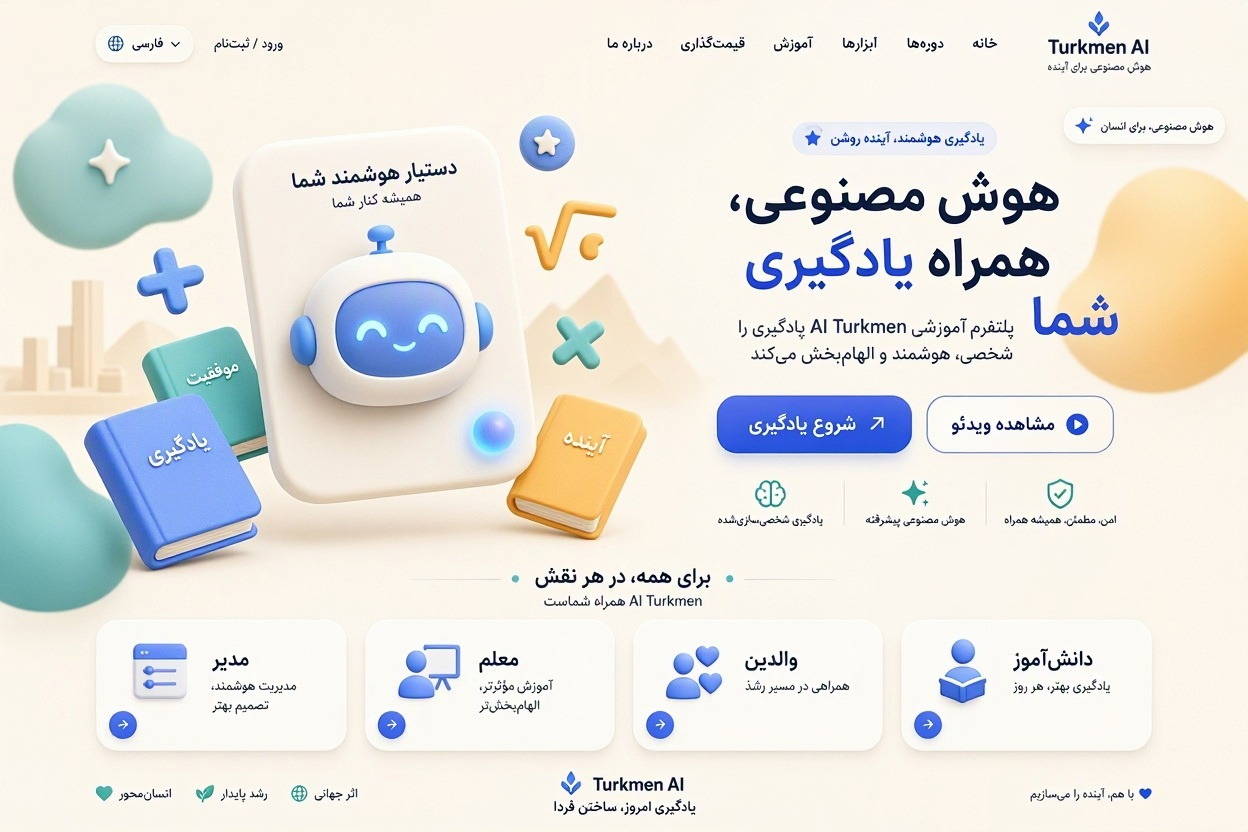 Turkmen AI
هوش مصنوعی برای آینده
خانه
دوره‌ها
ابزارها
آموزش
قیمت‌گذاری
درباره ما
ورود / ثبت‌نام
فارسی
هوش مصنوعی، برای انسان
یادگیری هوشمند، آینده روشن
هوش مصنوعی،
همراه یادگیری
شما
پلتفرم آموزشی AI Turkmen یادگیری را
شخصی، هوشمند و الهام‌بخش می‌کند
مشاهده ویدئو
شروع یادگیری
امن، مطمئن، همیشه همراه
هوش مصنوعی پیشرفته
یادگیری شخصی‌سازی‌شده
دستیار هوشمند شما
همیشه کنار شما
موفقیت
یادگیری
آینده
برای همه، در هر نقش
AI Turkmen همراه شماست
دانش‌آموز
یادگیری بهتر، هر روز
والدین
همراهی در مسیر رشد
معلم
آموزش مؤثرتر،
الهام‌بخش‌تر
مدیر
مدیریت هوشمند،
تصمیم بهتر
با هم، آینده را می‌سازیم
Turkmen AI
یادگیری امروز، ساختن فردا
اثر جهانی
رشد پایدار
انسان‌محور